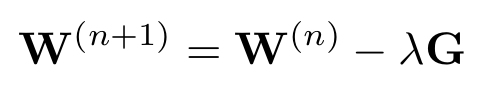 W^(n+1) = W^(n) − λG